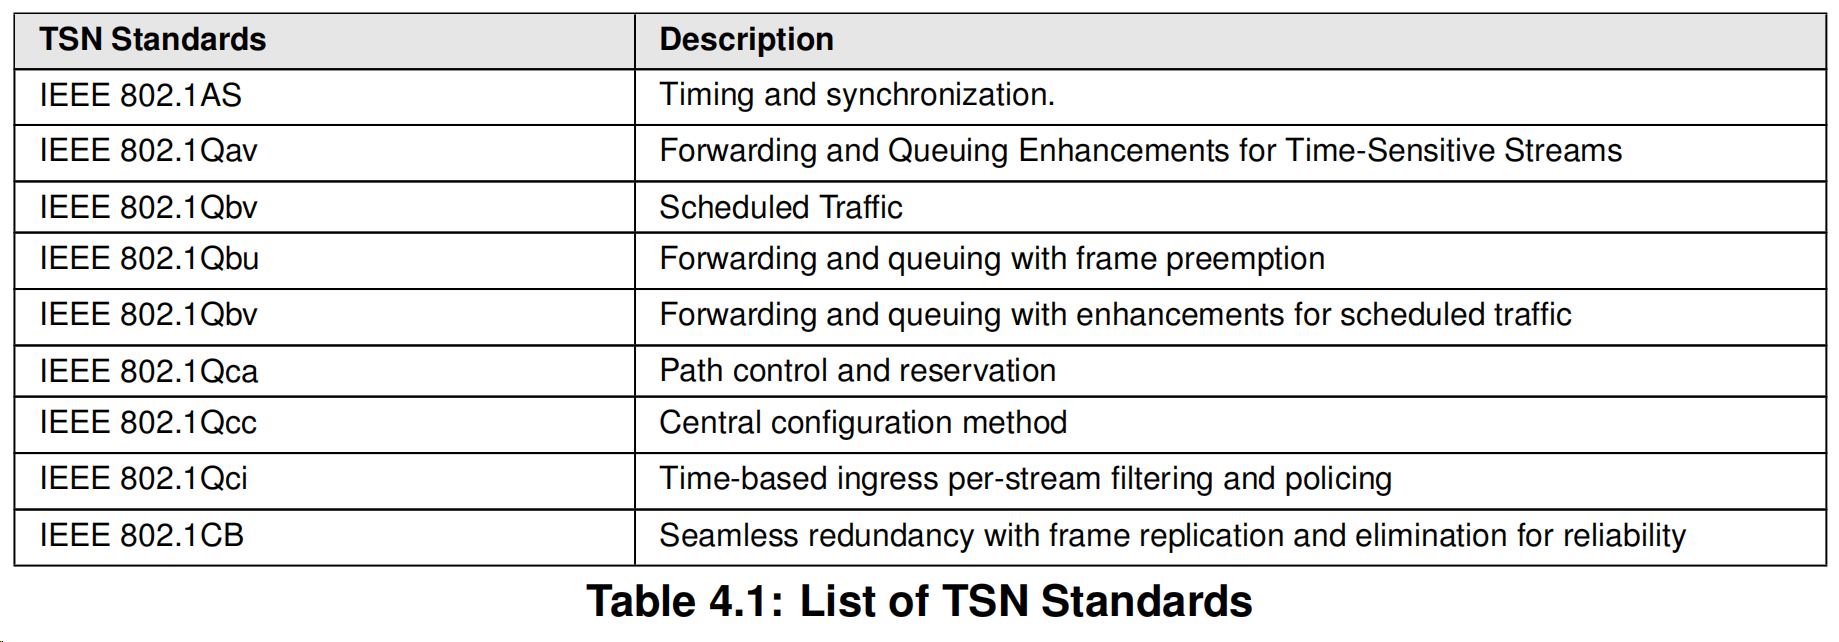 TSN Standards Description
IEEE 802.1AS Timing and synchronization.
IEEE 802.1Qav Forwarding and Queuing Enhancements for Time-Sensitive Streams
IEEE 802.1Qbv Scheduled Traffic
IEEE 802.1Qbu Forwarding and queuing with frame preemption
IEEE 802.1Qbv Forwarding and queuing with enhancements for scheduled traffic
IEEE 802.1Qca Path control and reservation
IEEE 802.1Qcc Central configuration method
IEEE 802.1Qci Time-based ingress per-stream filtering and policing
IEEE 802.1CB Seamless redundancy with frame replication and elimination for reliability
Table 4.1: List of TSN Standards